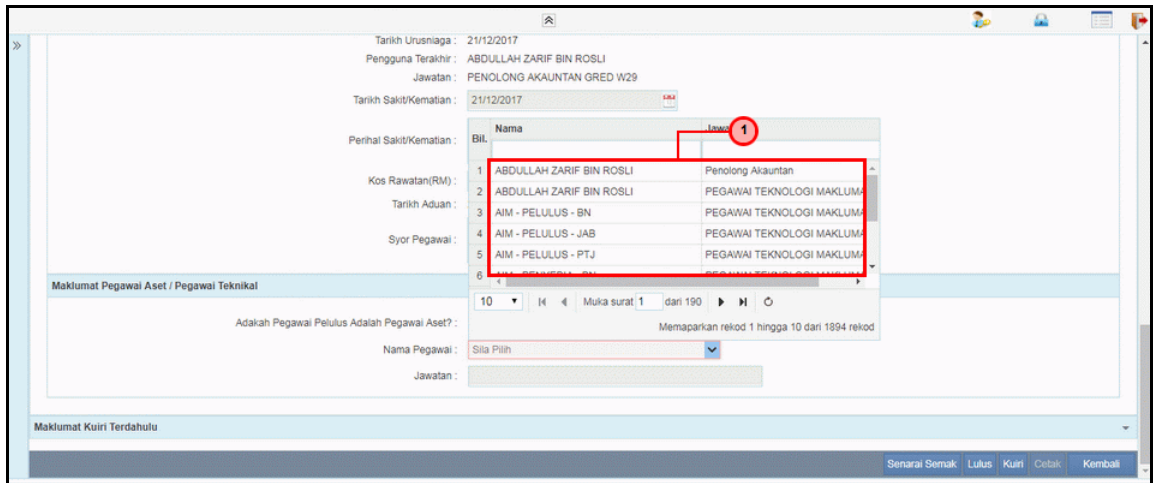 Tarikh Urusniaga : 21/12/2017
Pengguna Terakhir : ABDULLAH ZARIF BIN ROSLI
Jawatan : PENOLONG AKAUNTAN GRED W29
Tarikh Sakit/Kematian : 21/12/2017
Perihal Sakit/Kematian :
Kos Rawatan(RM) :
Tarikh Aduan :
Syor Pegawai :
Bil. Nama 1
1 ABDULLAH ZARIF BIN ROSLI Penolong Akauntan
2 ABDULLAH ZARIF BIN ROSLI PEGAWAI TEKNOLOGI MAKLUMA
3 AIM - PELULUS - BN PEGAWAI TEKNOLOGI MAKLUMA
4 AIM - PELULUS - JAB PEGAWAI TEKNOLOGI MAKLUMA
5 AIM - PELULUS - PTJ PEGAWAI TEKNOLOGI MAKLUMA
6
10 Muka surat 1 dari 190
Memaparkan rekod 1 hingga 10 dari 1894 rekod
Maklumat Pegawai Aset / Pegawai Teknikal
Adakah Pegawai Pelulus Adalah Pegawai Aset? :
Nama Pegawai : Sila Pilih
Jawatan :
Maklumat Kuiri Terdahulu
Senarai Semak Lulus Kuiri Cetak Kembali